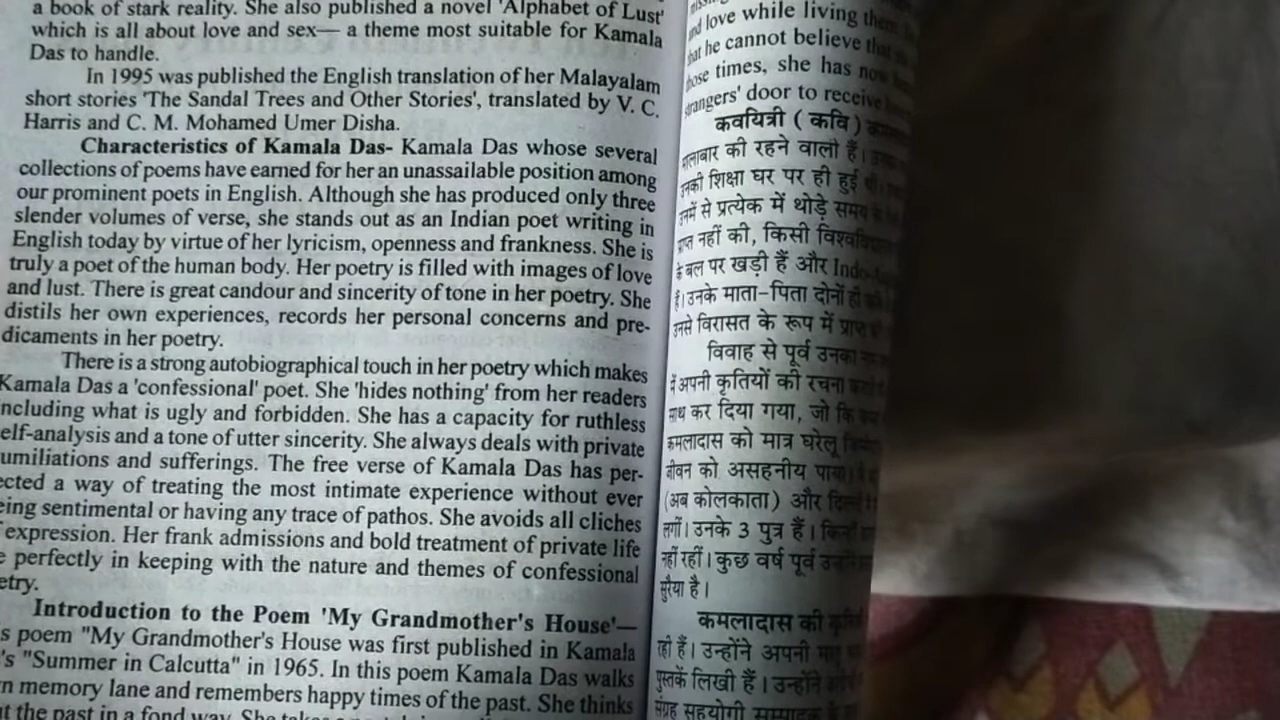 a book of stark reality. She also published a novel 'Alphabet of Lust'
which is all about love and sex— a theme most suitable for Kamala
Das to handle.
In 1995 was published the English translation of her Malayalam
short stories 'The Sandal Trees and Other Stories', translated by V. C.
Harris and C. M. Mohamed Umer Disha.
Characteristics of Kamala Das- Kamala Das whose several
collections of poems have earned for her an unassailable position among
our prominent poets in English. Although she has produced only three
slender volumes of verse, she stands out as an Indian poet writing in
English today by virtue of her lyricism, openness and frankness. She is
truly a poet of the human body. Her poetry is filled with images of love
and lust. There is great candour and sincerity of tone in her poetry. She
distils her own experiences, records her personal concerns and pre-
dicaments in her poetry.
There is a strong autobiographical touch in her poetry which makes
Kamala Das a 'confessional' poet. She 'hides nothing' from her readers
ncluding what is ugly and forbidden. She has a capacity for ruthless
elf-analysis and a tone of utter sincerity. She always deals with private
umiliations and sufferings. The free verse of Kamala Das has per-
ected a way of treating the most intimate experience without ever
eing sentimental or having any trace of pathos. She avoids all cliches
expression. Her frank admissions and bold treatment of private life
e perfectly in keeping with the nature and themes of confessional
etry.
Introduction to the Poem 'My Grandmother's House'—
s poem "My Grandmother's House was first published in Kamala
's "Summer in Calcutta" in 1965. In this poem Kamala Das walks
n memory lane and remembers happy times of the past. She thinks
t the past in a fond way. She
and love while living
that he cannot believe that
those times, she has now
strangers' door to receive
कवयित्री ( कवि )
मालाबार की रहने वाली हैं।
उनकी शिक्षा घर पर ही हुई
उनमें से प्रत्येक में थोड़े समय
प्राप्त नहीं की, किसी
के बल पर खड़ी हैं और
हैं। उनके माता-पिता दोनों ही
उनसे विरासत के रूप में प्राप्त
विवाह से पूर्व उनका
में अपनी कृतियों की रचना
साथ कर दिया गया, जो कि
कमलादास को मात्र घरेलू
जीवन को असहनीय पाया।
(अब कोलकाता) और
लगीं। उनके 3 पुत्र हैं।
नहीं रहीं। कुछ वर्ष पूर्व
सुरैया है।
कमलादास की
रही हैं। उन्होंने अपनी
पुस्तकें लिखी हैं। उन्होंने
संग्रह सहयोगी सम्पादक